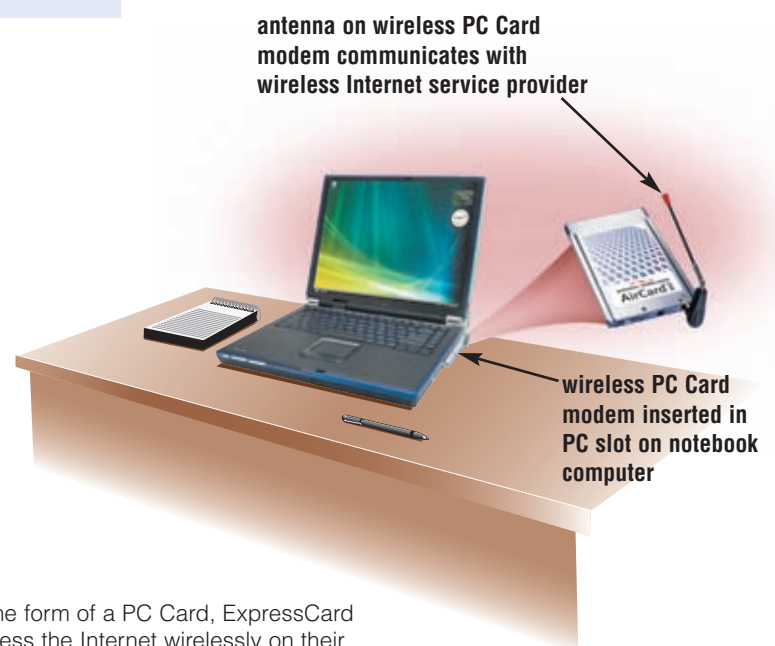 antenna on wireless PC Card
modem communicates with
wireless Internet service provider
AirCard
wireless PC Card
modem inserted in
PC slot on notebook
computer
he form of a PC Card, ExpressCard
ess the Internet wirelessly on their